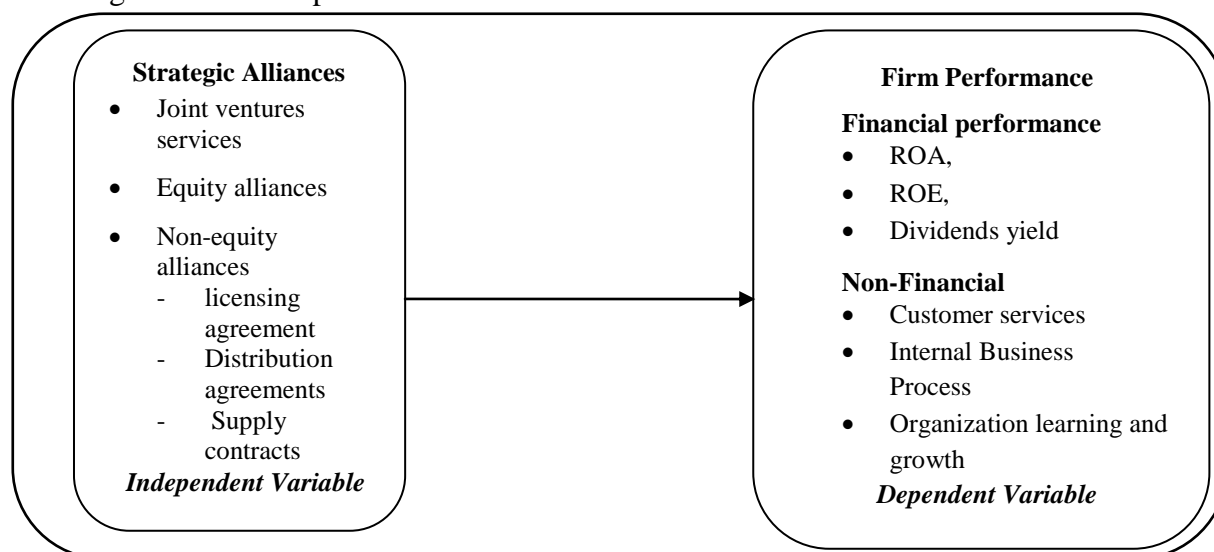 Strategic Alliances
• Joint ventures
services
• Equity alliances
• Non-equity
alliances
- licensing
agreement
- Distribution
agreements
- Supply
contracts
Independent Variable
Firm Performance
Financial performance
• ROA,
• ROE,
• Dividends yield
Non-Financial
• Customer services
• Internal Business
Process
• Organization learning and
growth
Dependent Variable